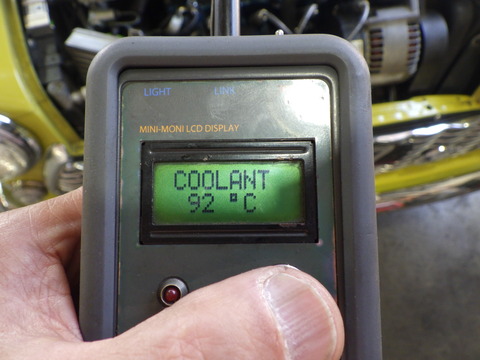 LIGHT LINK
MINI-MONI LCD DISPLAY
COOLANT
92 °C